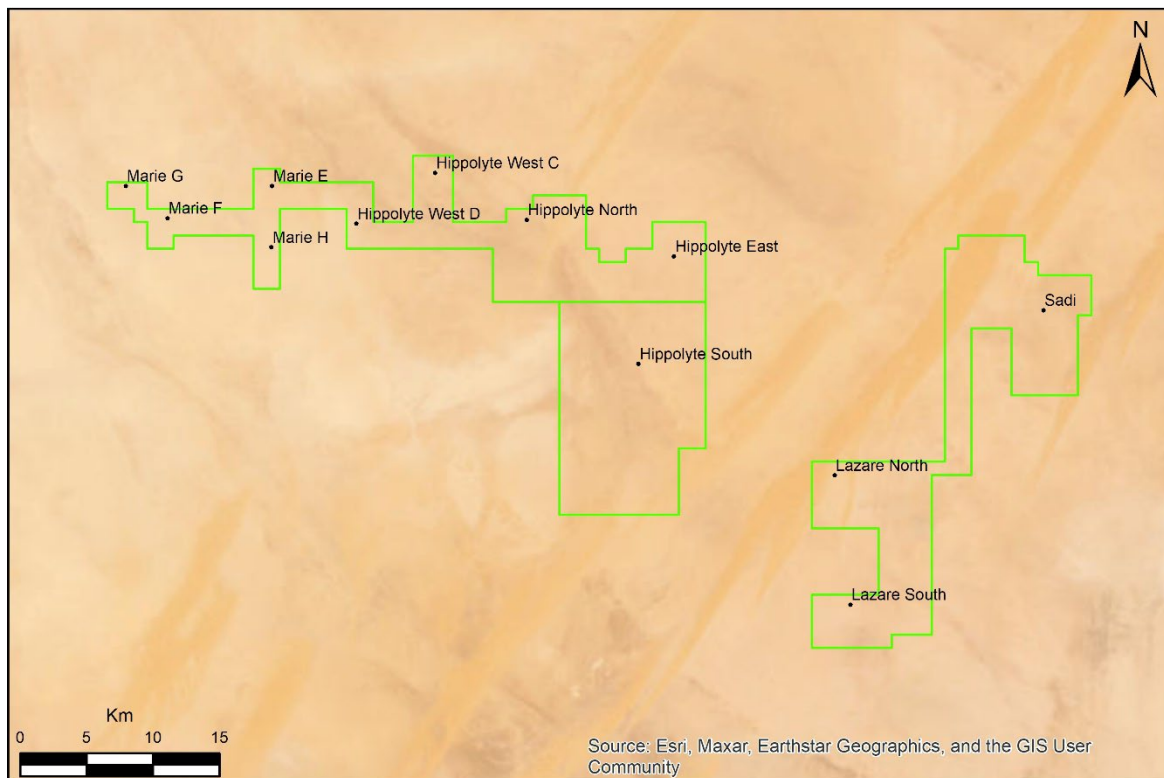 N
Hippolyte West C
Marie G
Marie E
Marie F
Hippolyte West D
Hippolyte North
Marie H
Hippolyte East
Sadi
Hippolyte South
Lazare North
Lazare South
Km
0 5 10 15
Source: Esri, Maxar, Earthstar Geographics, and the GIS User
Community